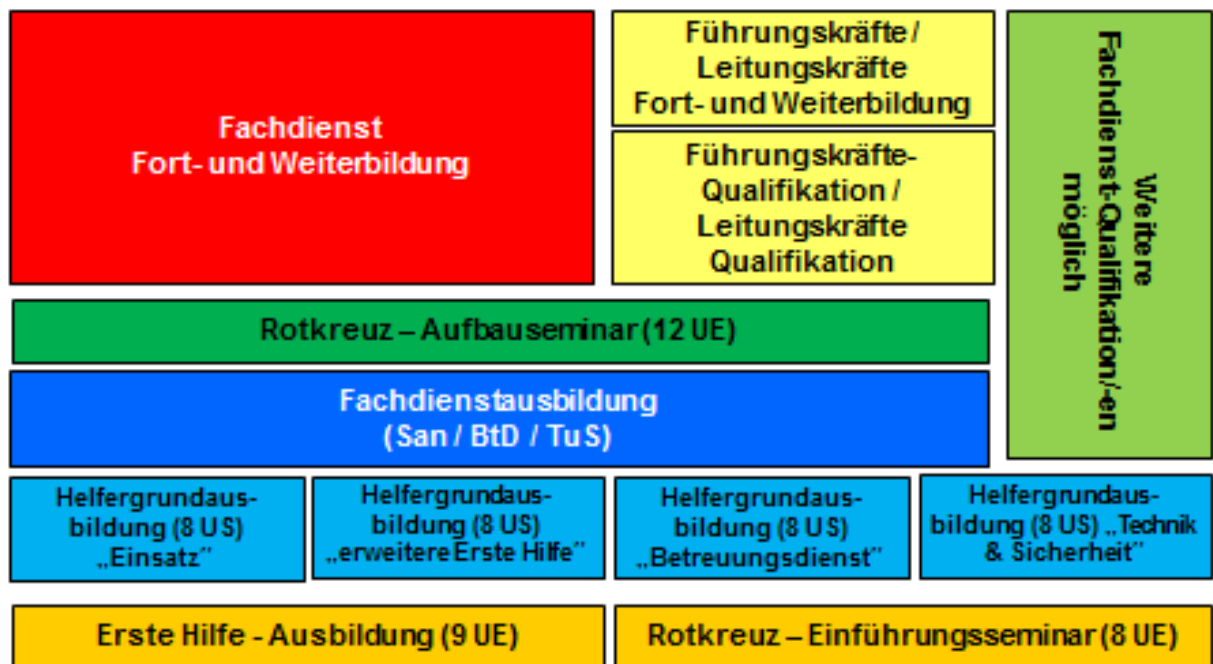 Fachdienst
Fort- und Weiterbildung
Führungskräfte /
Leitungskräfte
Fort- und Weiterbildung
Führungskräfte-
Qualifikation /
Leitungskräfte
Qualifikation
Weitere
Fachdienst-Qualifikation/-en
möglich
Rotkreuz – Aufbauseminar (12 UE)
Fachdienstausbildung
(San / BtD / TuS)
Helfergrundaus-
bildung (8 US)
„Einsatz”
Helfergrundaus-
bildung (8 US)
„erweitere Erste Hilfe”
Helfergrundaus-
bildung (8 US)
„Betreuungsdienst”
Helfergrundaus-
bildung (8 US) „Technik
& Sicherheit”
Erste Hilfe - Ausbildung (9 UE)
Rotkreuz – Einführungsseminar (8 UE)